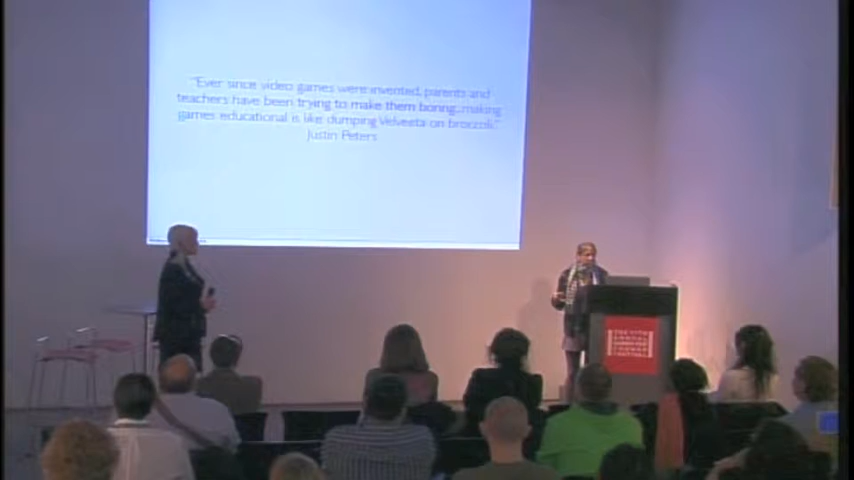 "Ever since video games were invented, parents and
teachers have been trying to make them boring...making
games educational is like dumping Velveeta on broccoli."
Justin Peters